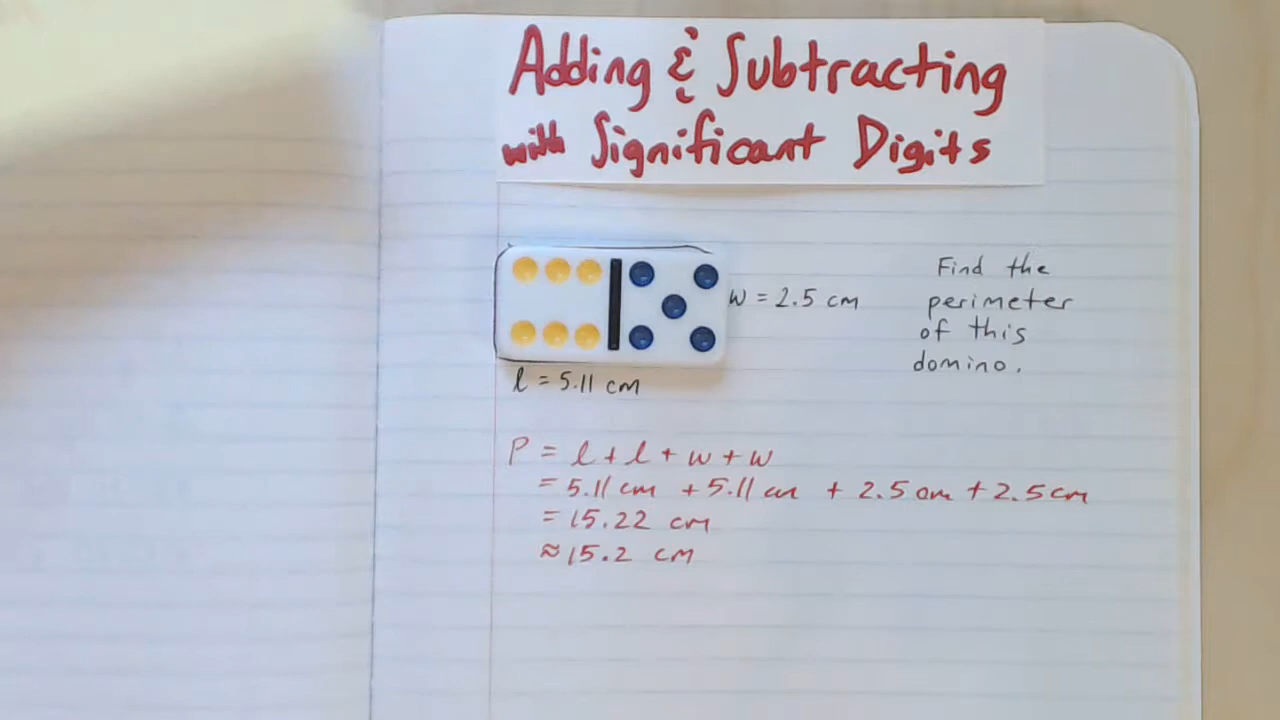 Adding & Subtracting
with Significant Digits
w = 2.5 cm
l = 5.11 cm
Find the
perimeter
of this
domino.
P = l + l + w + w
= 5.11 cm + 5.11 cm + 2.5 cm + 2.5 cm
= 15.22 cm
≈ 15.2 cm